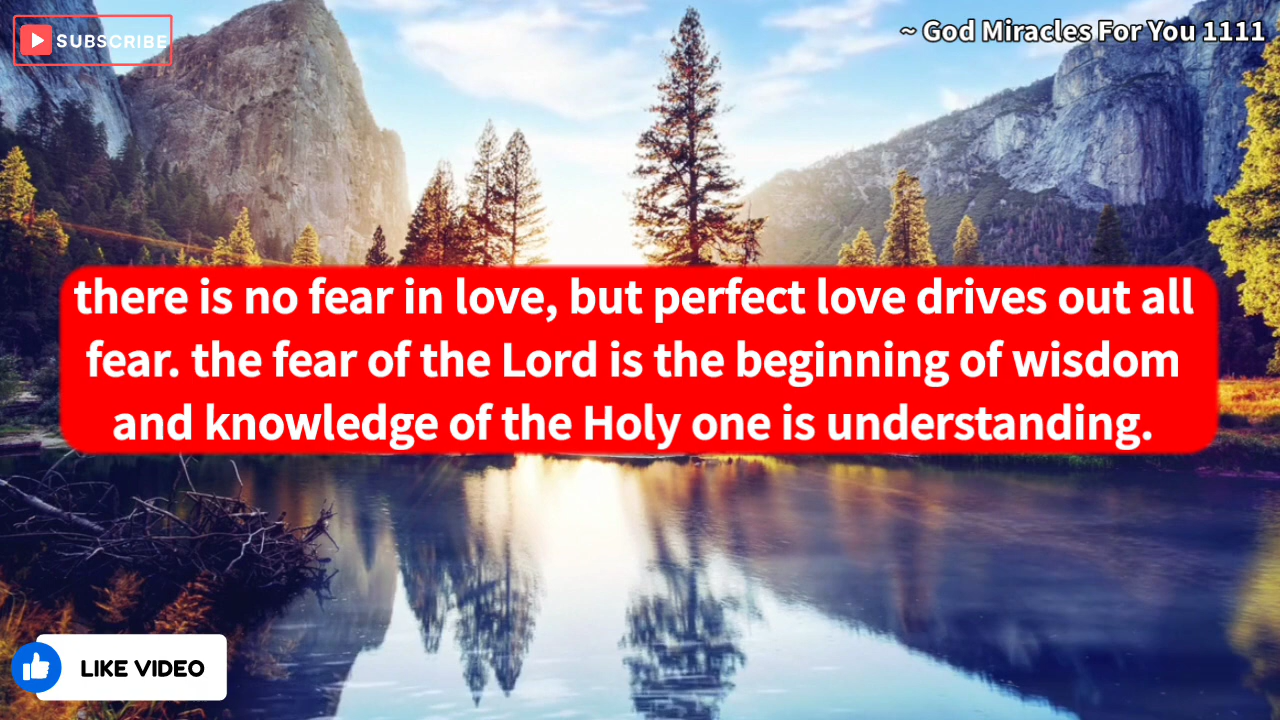 SUBSCRIBE
~ God Miracles For You 1111
there is no fear in love, but perfect love drives out all
fear. the fear of the Lord is the beginning of wisdom
and knowledge of the Holy one is understanding.
LIKE VIDEO